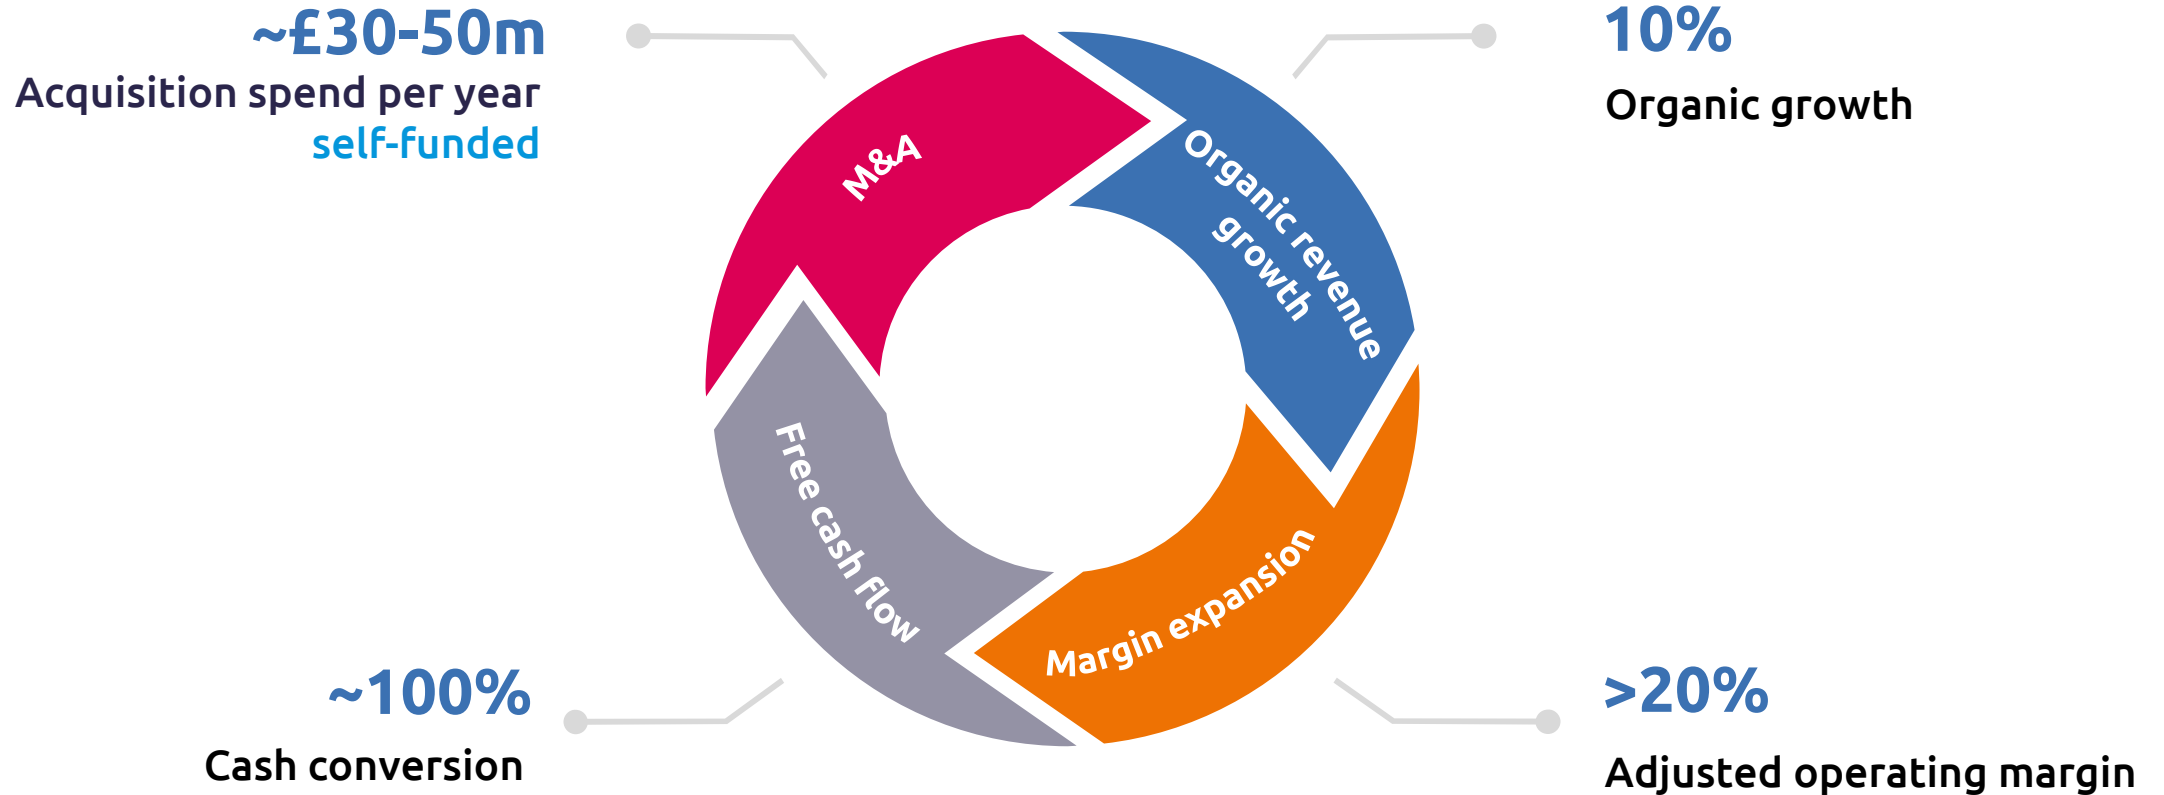 ~£30-50m
Acquisition spend per year
self-funded
10%
Organic growth
M&A
Organic revenue
growth
Free cash flow
Margin expansion
~100%
Cash conversion
>20%
Adjusted operating margin